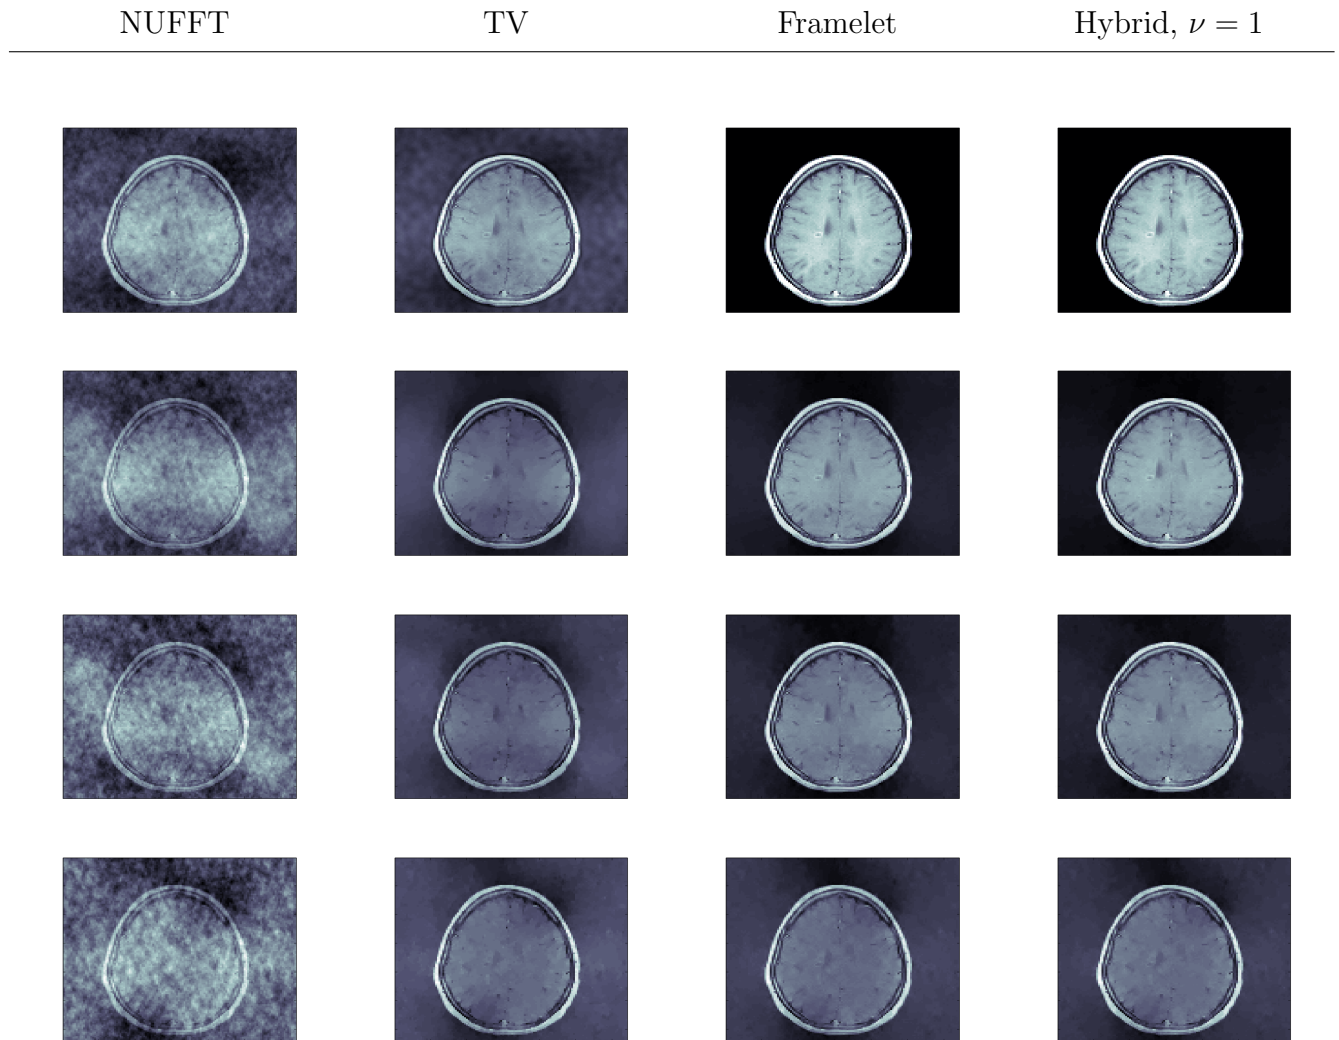 NUFFT TV Framelet Hybrid, ν = 1